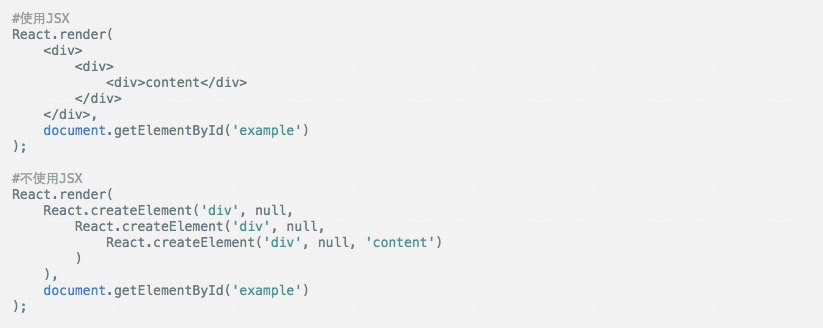 #使用JSX
React.render(
    <div>
        <div>
            <div>content</div>
        </div>
    </div>,
    document.getElementById('example')
);
#不使用JSX
React.render(
    React.createElement('div', null,
        React.createElement('div', null,
            React.createElement('div', null, 'content')
        )
    ),
    document.getElementById('example')
);